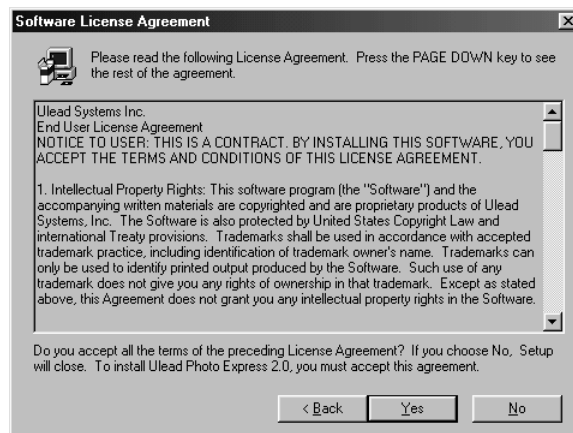 Software License Agreement
Please read the following License Agreement. Press the PAGE DOWN key to see
the rest of the agreement.
Ulead Systems Inc.
End User License Agreement
NOTICE TO USER: THIS IS A CONTRACT. BY INSTALLING THIS SOFTWARE, YOU
ACCEPT THE TERMS AND CONDITIONS OF THIS LICENSE AGREEMENT.
1. Intellectual Property Rights: This software program (the "Software") and the
accompanying written materials are copyrighted and are proprietary products of Ulead
Systems, Inc. The Software is also protected by United States Copyright Law and
international Treaty provisions. Trademarks shall be used in accordance with accepted
trademark practice, including identification of trademark owner's name. Trademarks can
only be used to identify printed output produced by the Software. Such use of any
trademark does not give you any rights of ownership in that trademark. Except as stated
above, this Agreement does not grant you any intellectual property rights in the Software.
Do you accept all the terms of the preceding License Agreement? If you choose No, Setup
will close. To install Ulead Photo Express 2.0, you must accept this agreement.
< Back Yes No